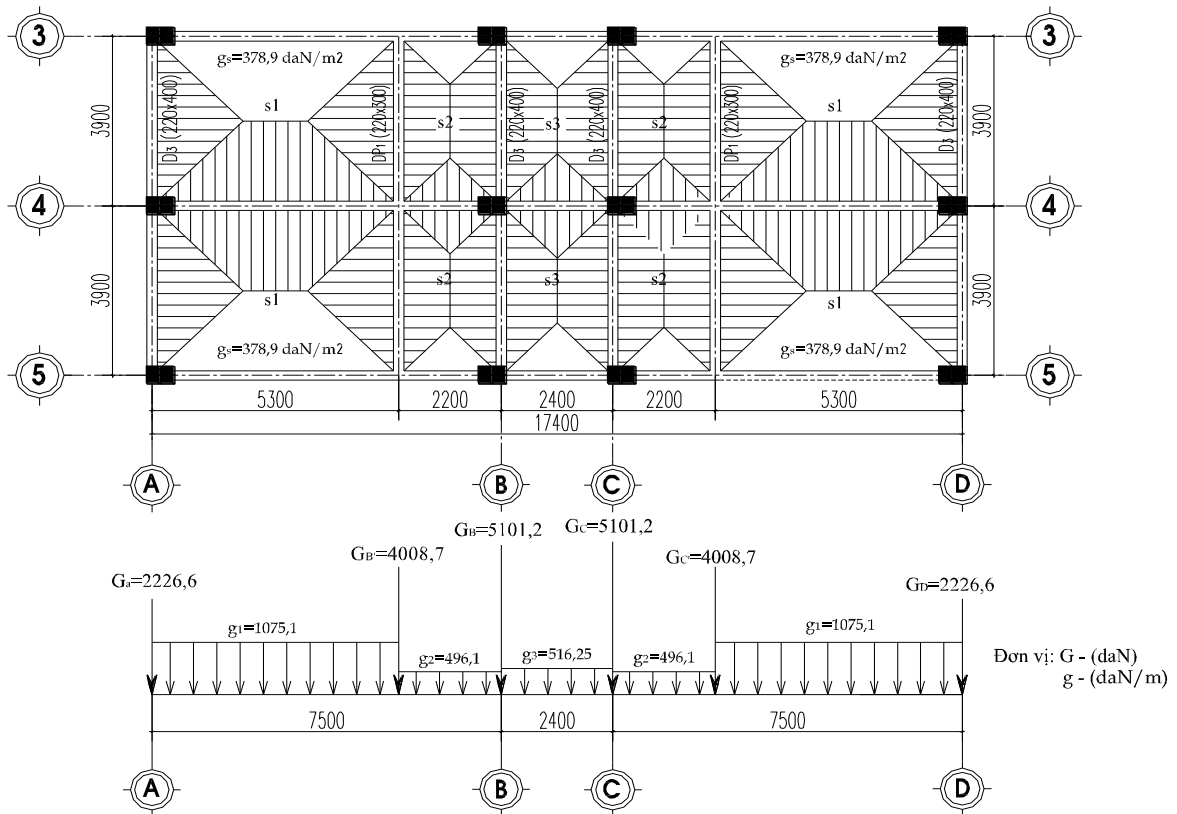 3
3
gs=378,9 daN/m2
gs=378,9 daN/m2
s1
s1
D3 (220x400)
DP1 (220x300)
s2
D3 (220x400)
s3
D3 (220x400)
s2
DP1 (220x300)
D3 (220x400)
3900
3900
4
4
3900
3900
s2
s3
s2
s1
s1
gs=378,9 daN/m2
gs=378,9 daN/m2
5
5
5300
2200
2400
2200
5300
17400
A
B
C
D
GB=5101,2
GC=5101,2
GB'=4008,7
GC'=4008,7
Ga=2226,6
GD=2226,6
g1=1075,1
g2=496,1
g3=516,25
g2=496,1
g1=1075,1
Đơn vị: G - (daN)
g - (daN/m)
7500
2400
7500
A
B
C
D